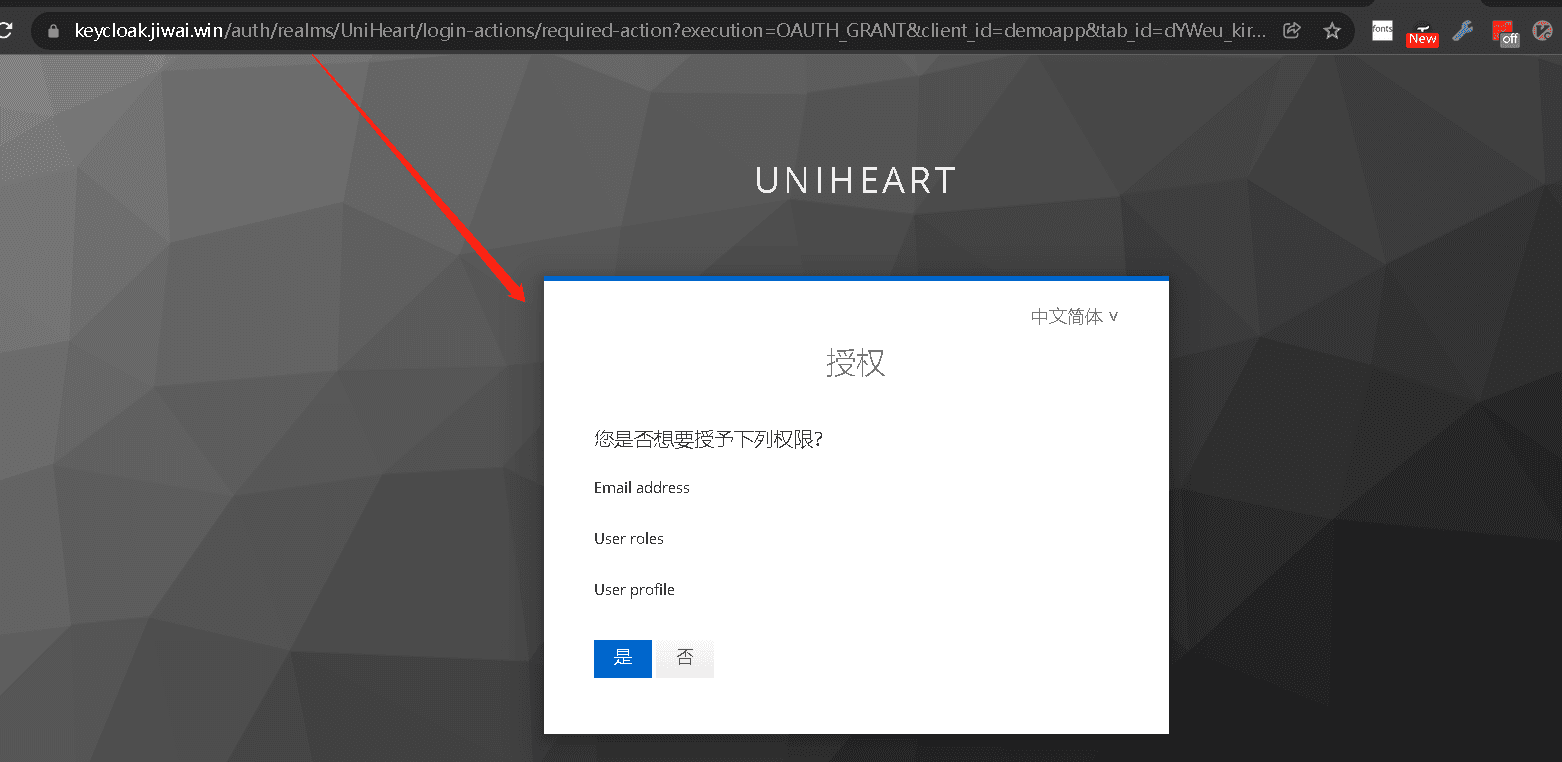 keycloak.jiwai.win/auth/realms/UniHeart/login-actions/required-action?execution=OAUTH_GRANT&client_id=demoapp&tab_id=dYWeu_kir...
fonts
New
off
UNIHEART
中文简体 v
授权
您是否想要授予下列权限?
Email address
User roles
User profile
是 否